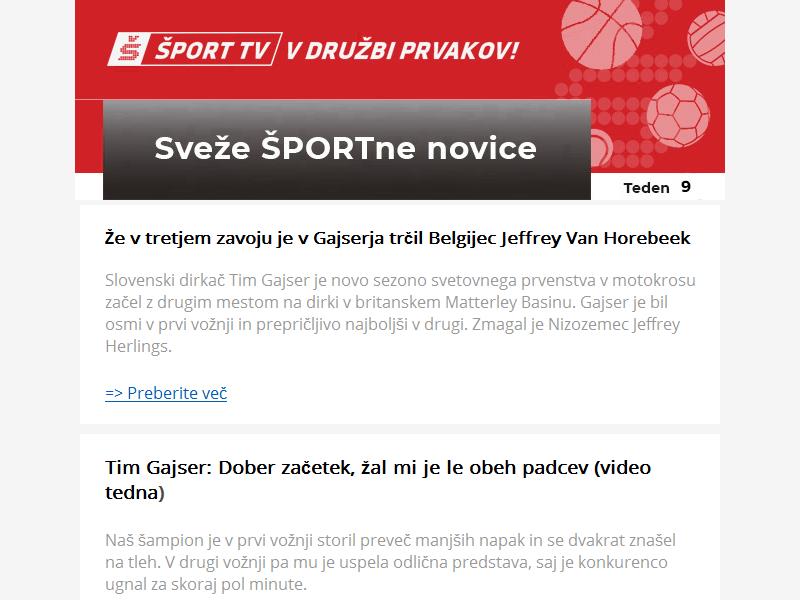 Š ŠPORT TV V DRUŽBI PRVAKOV!
Sveže ŠPORTne novice
Teden 9
Že v tretjem zavoju je v Gajserja trčil Belgijec Jeffrey Van Horebeek
Slovenski dirkač Tim Gajser je novo sezono svetovnega prvenstva v motokrosu
začel z drugim mestom na dirki v britanskem Matterley Basinu. Gajser je bil
osmi v prvi vožnji in prepričljivo najboljši v drugi. Zmagal je Nizozemec Jeffrey
Herlings.
=> Preberite več
Tim Gajser: Dober začetek, žal mi je le obeh padcev (video
tedna)
Naš šampion je v prvi vožnji storil preveč manjših napak in se dvakrat znašel
na tleh. V drugi vožnji pa mu je uspela odlična predstava, saj je konkurenco
ugnal za skoraj pol minute.